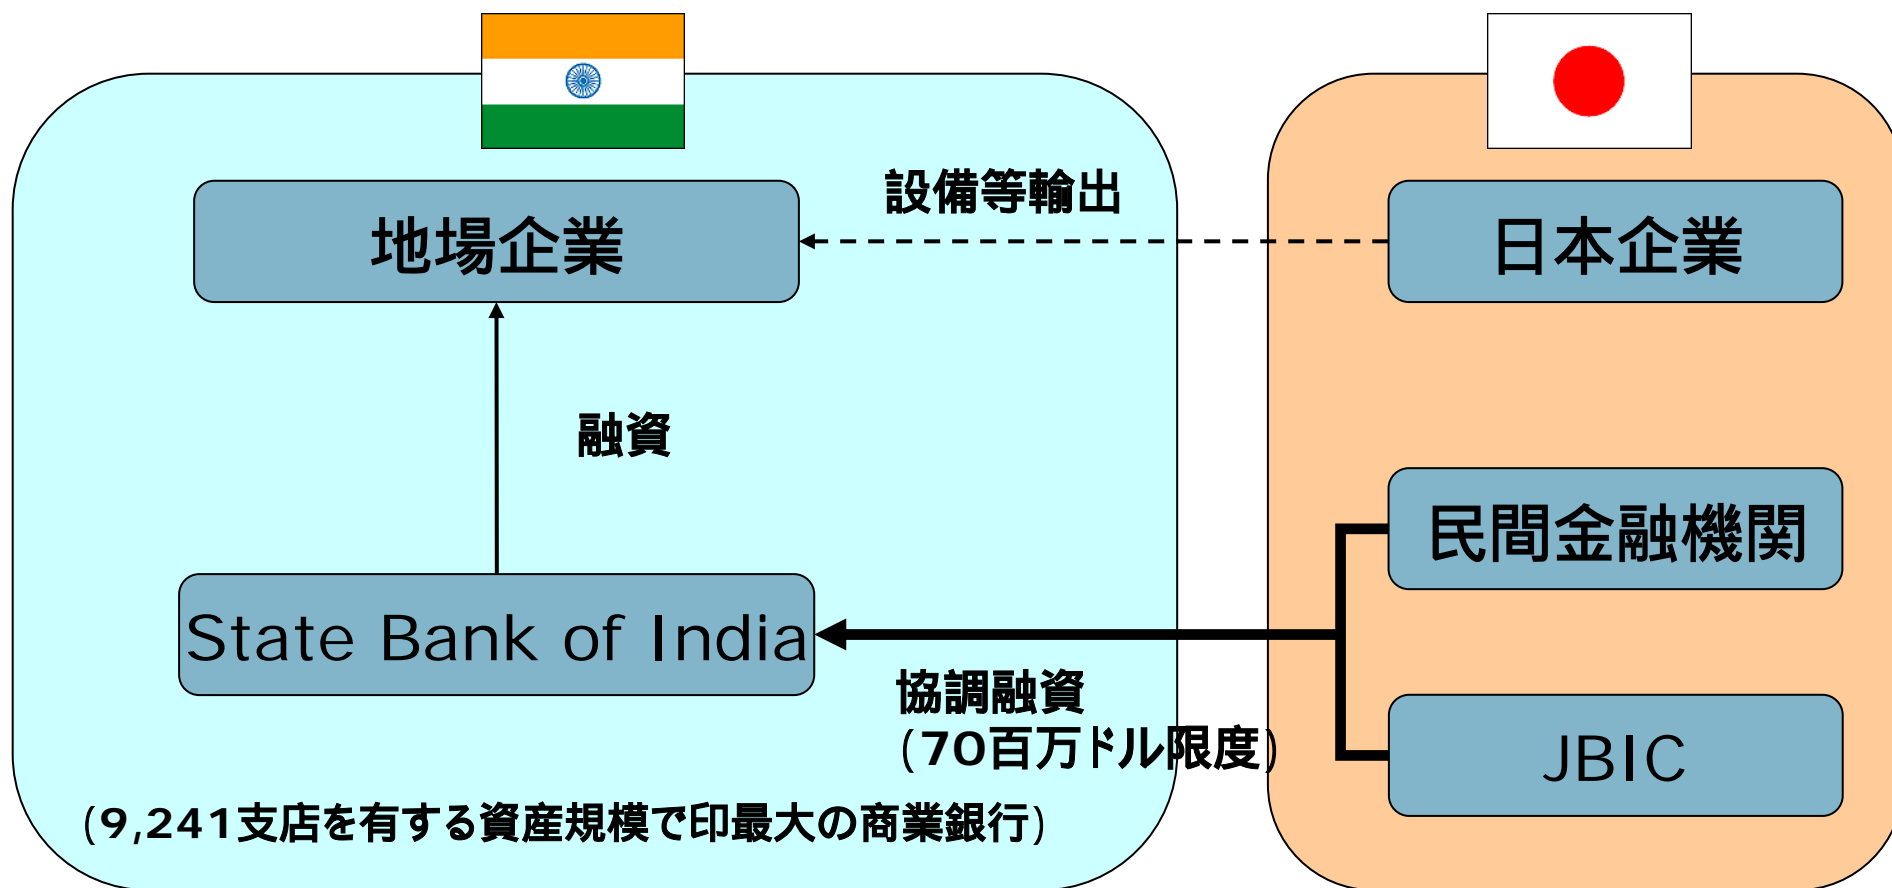 設備等輸出
地場企業
日本企業
融資
民間金融機関
State Bank of India
協調融資
(70百万ドル限度)
JBIC
(9,241支店を有する資産規模で印最大の商業銀行)